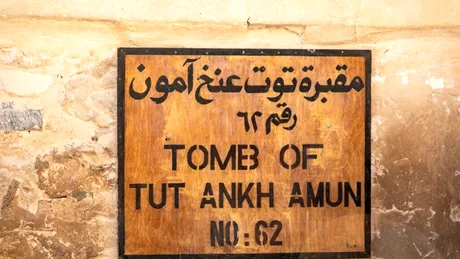 مقبرة توت عنخ آمون
رقم ٦٢
TOMB OF
TUT ANKH AMUN
NO: 62